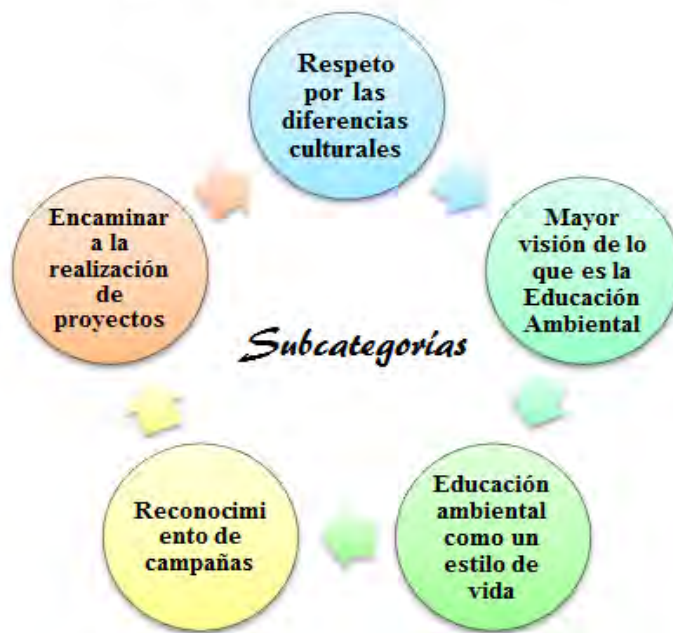 Respeto
por las
diferencias
culturales
Mayor
visión de lo
que es la
Educación
Ambiental
Educación
ambiental
como un
estilo de
vida
Reconocimi
ento de
campañas
Encaminar
a la
realización
de
proyectos
Subcategorías